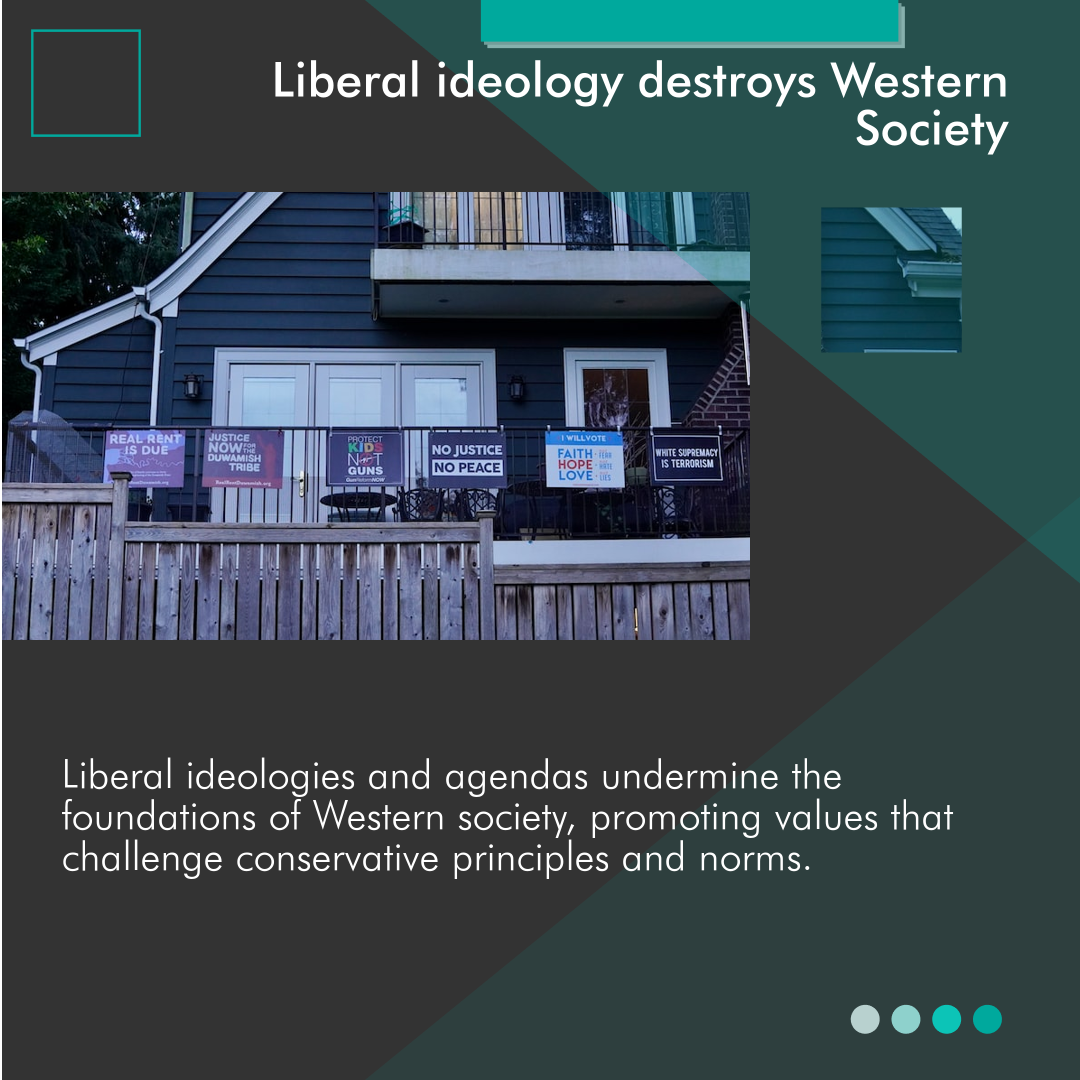 Liberal ideology destroys Western
Society
REAL RENT
IS DUE
JUSTICE
NOW FOR THE
DUWAMISH
TRIBE
RealRentDuwamish.org
PROTECT
KIDS
NOT
GUNS
NO JUSTICE
NO PEACE
I WILL VOTE
FAITH
HOPE
LOVE
WHITE SUPREMACY
IS TERRORISM
Liberal ideologies and agendas undermine the
foundations of Western society, promoting values that
challenge conservative principles and norms.